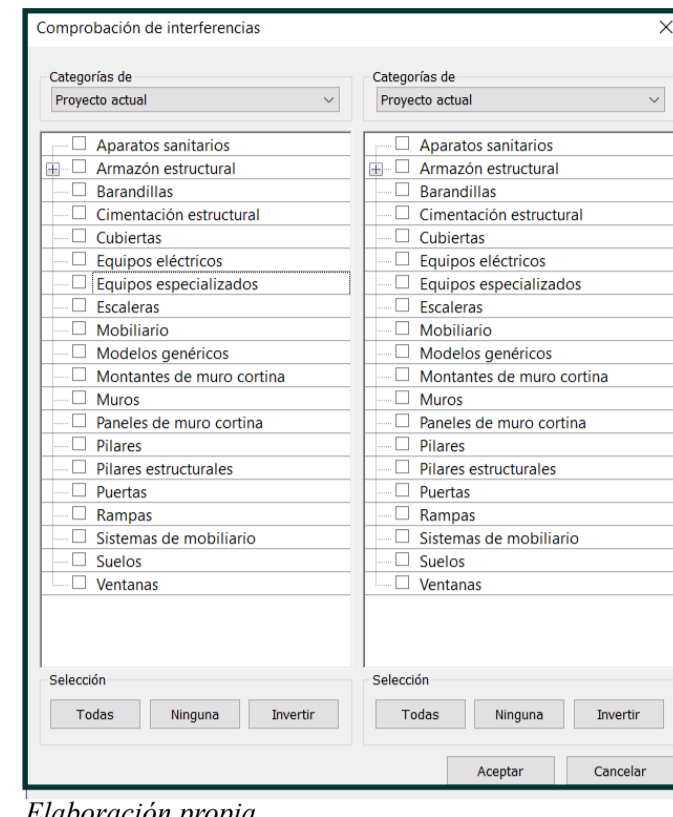 Comprobación de interferencias
Categorías de
Proyecto actual
Aparatos sanitarios
Armazón estructural
Barandillas
Cimentación estructural
Cubiertas
Equipos eléctricos
Equipos especializados
Escaleras
Mobiliario
Modelos genéricos
Montantes de muro cortina
Muros
Paneles de muro cortina
Pilares
Pilares estructurales
Puertas
Rampas
Sistemas de mobiliario
Suelos
Ventanas
Selección
Todas Ninguna Invertir
Categorías de
Proyecto actual
Aparatos sanitarios
Armazón estructural
Barandillas
Cimentación estructural
Cubiertas
Equipos eléctricos
Equipos especializados
Escaleras
Mobiliario
Modelos genéricos
Montantes de muro cortina
Muros
Paneles de muro cortina
Pilares
Pilares estructurales
Puertas
Rampas
Sistemas de mobiliario
Suelos
Ventanas
Selección
Todas Ninguna Invertir
Aceptar Cancelar
Elaboración propia